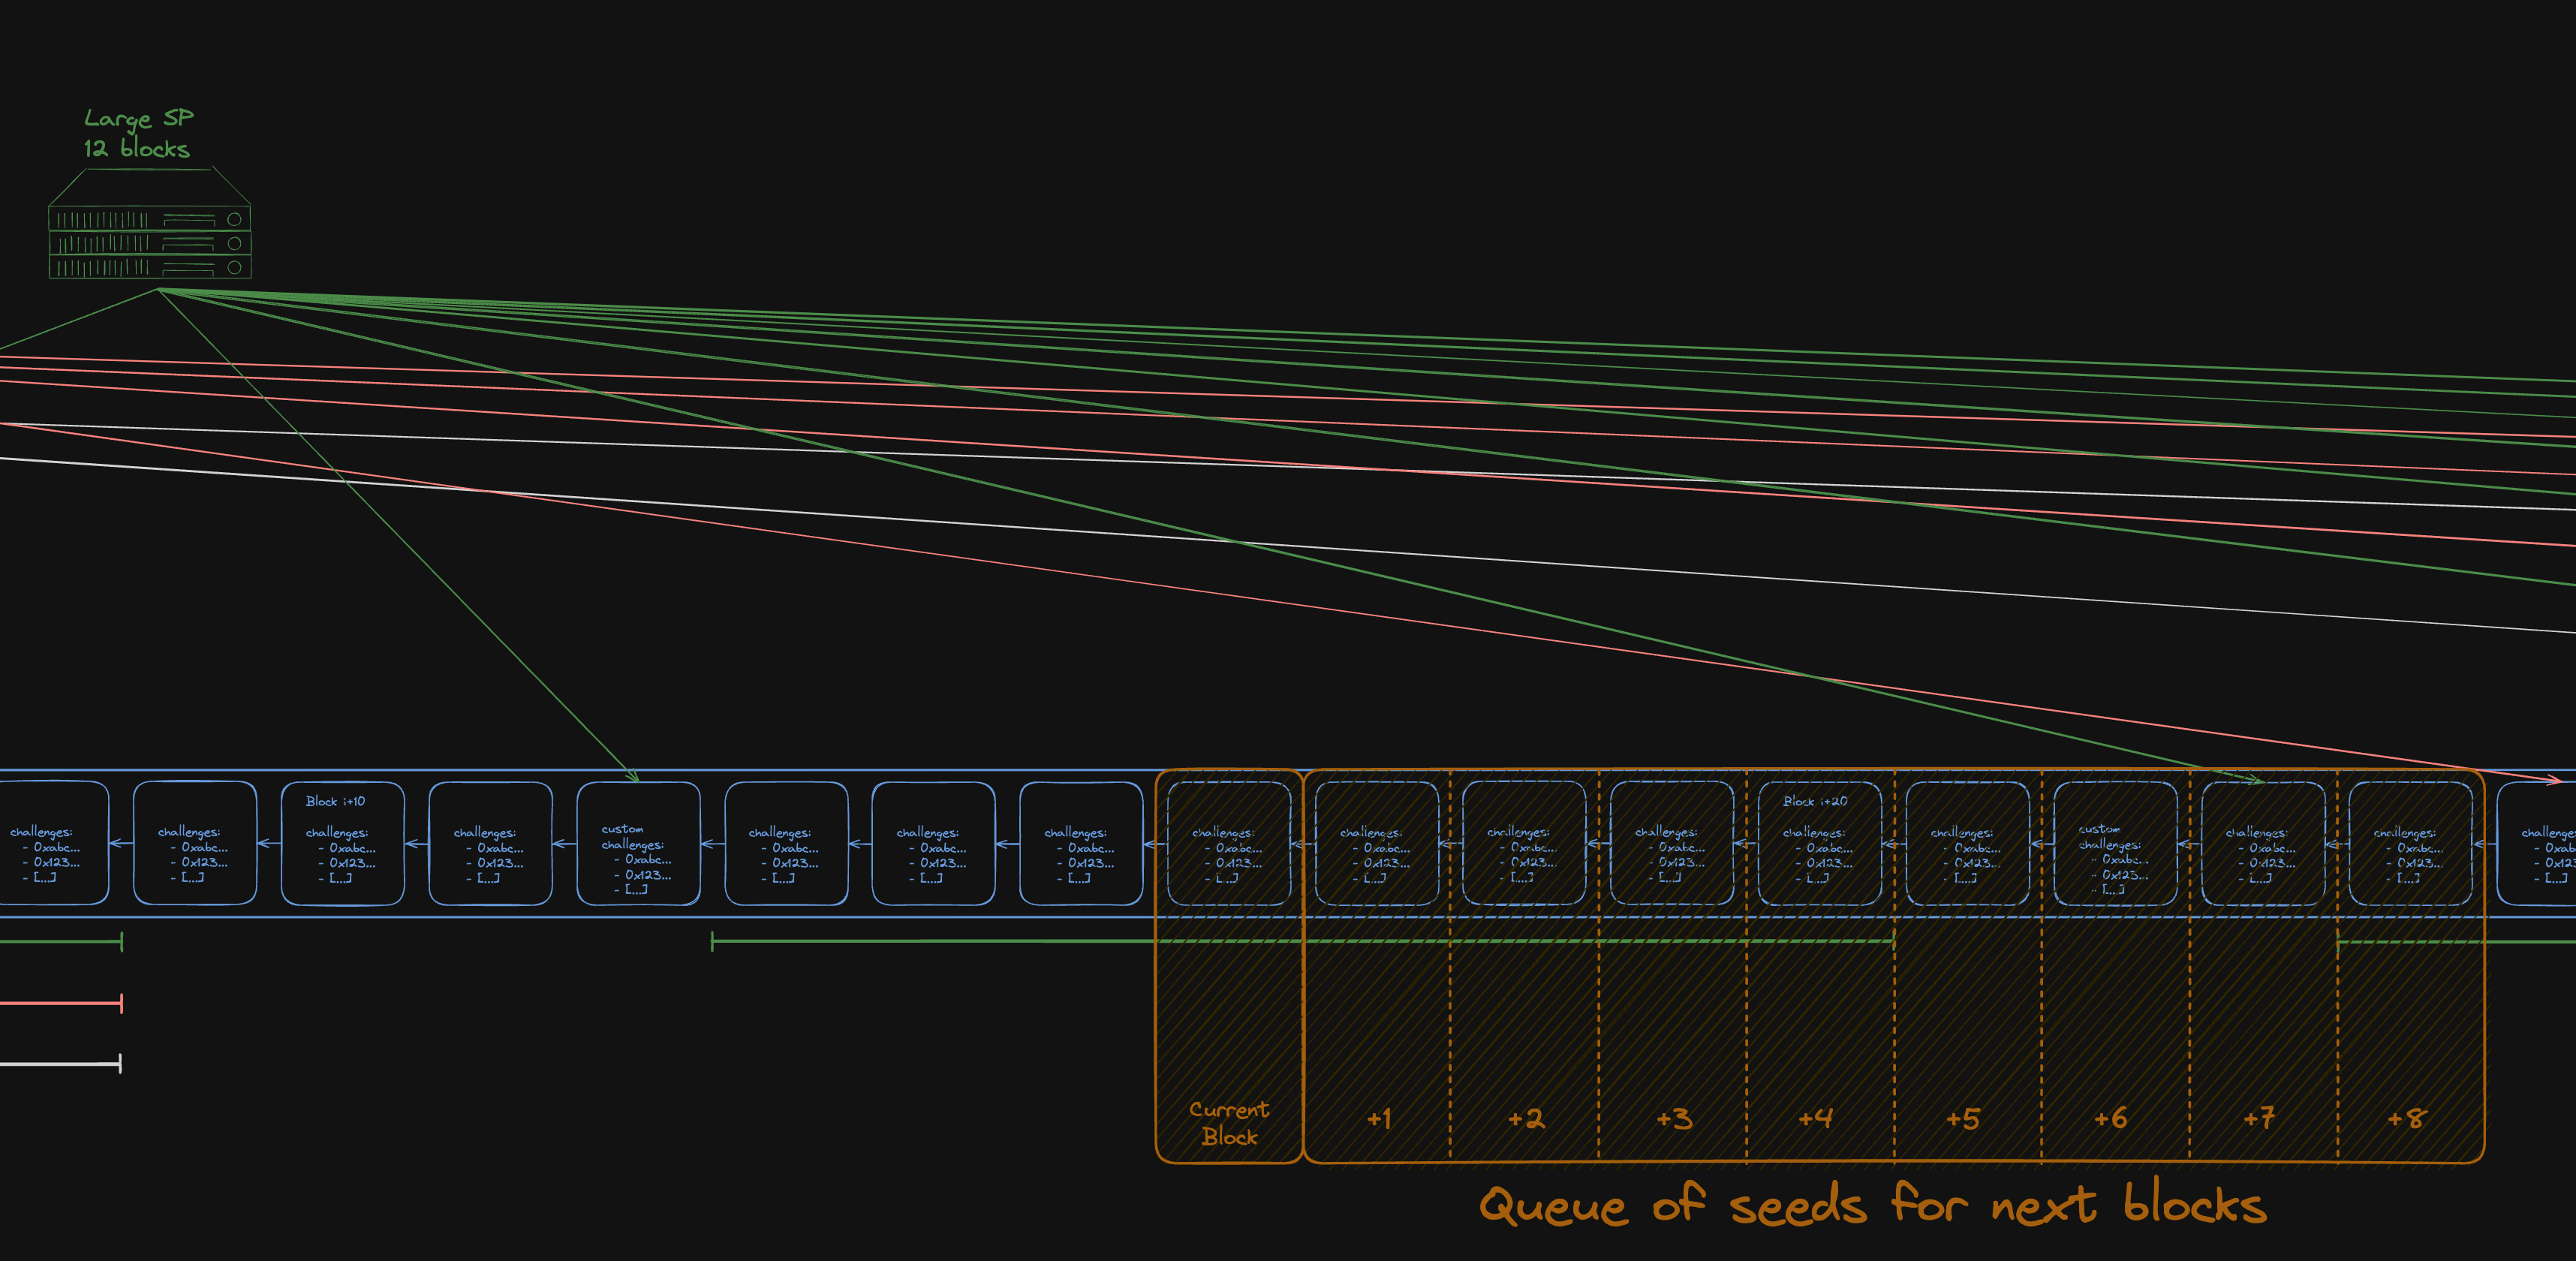 Large SP
12 blocks
challenges:
- 0xabc...
- 0x123...
- [...]
challenges:
- 0xabc...
- 0x123...
- [...]
Block i+10
challenges:
- 0xabc...
- 0x123...
- [...]
challenges:
- 0xabc...
- 0x123...
- [...]
custom
challenges:
- 0xabc...
- 0x123...
- [...]
challenges:
- 0xabc...
- 0x123...
- [...]
challenges:
- 0xabc...
- 0x123...
- [...]
challenges:
- 0xabc...
- 0x123...
- [...]
challenges:
- 0xabc...
- 0x123...
- [...]
challenges:
- 0xabc...
- 0x123...
- [...]
challenges:
- 0xabc...
- 0x123...
- [...]
challenges:
- 0xabc...
- 0x123...
- [...]
Block i+20
challenges:
- 0xabc...
- 0x123...
- [...]
challenges:
- 0xabc...
- 0x123...
- [...]
custom
challenges:
- 0xabc...
- 0x123...
- [...]
challenges:
- 0xabc...
- 0x123...
- [...]
challenges:
- 0xabc...
- 0x123...
- [...]
challenge
- 0xab
- 0x12
- [...]
Current
Block
+1
+2
+3
+4
+5
+6
+7
+8
Queue of seeds for next blocks